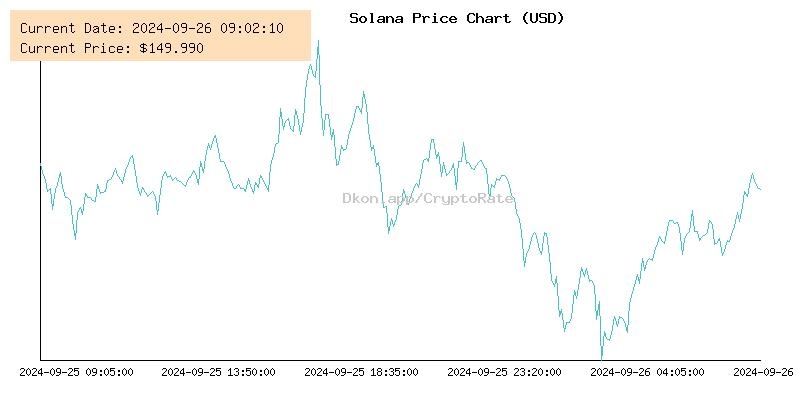 Solana Price Chart (USD)
Current Date: 2024-09-26 09:02:10
Current Price: $149.990
Dkon.app/CryptoRate
2024-09-25 09:05:00 2024-09-25 13:50:00 2024-09-25 18:35:00 2024-09-25 23:20:00 2024-09-26 04:05:00 2024-09-26